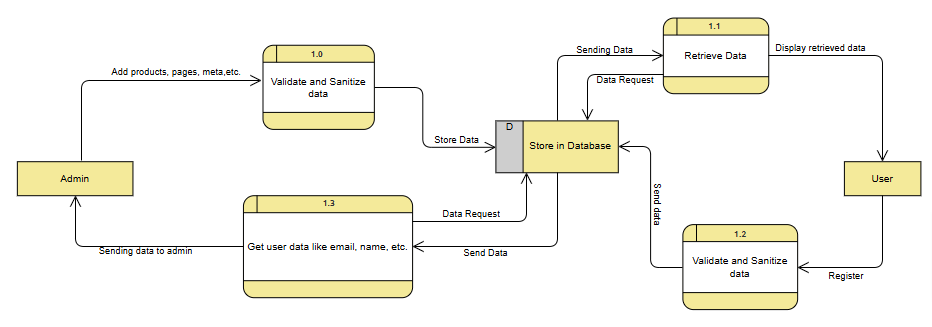 1.1
Sending Data
Retrieve Data
Display retrieved data
1.0
Add products, pages, meta,etc.
Validate and Sanitize
data
Data Request
D
Store Data
Store in Database
Admin
User
Send data
1.3
Data Request
1.2
Sending data to admin
Get user data like email, name, etc.
Send Data
Validate and Sanitize
data
Register